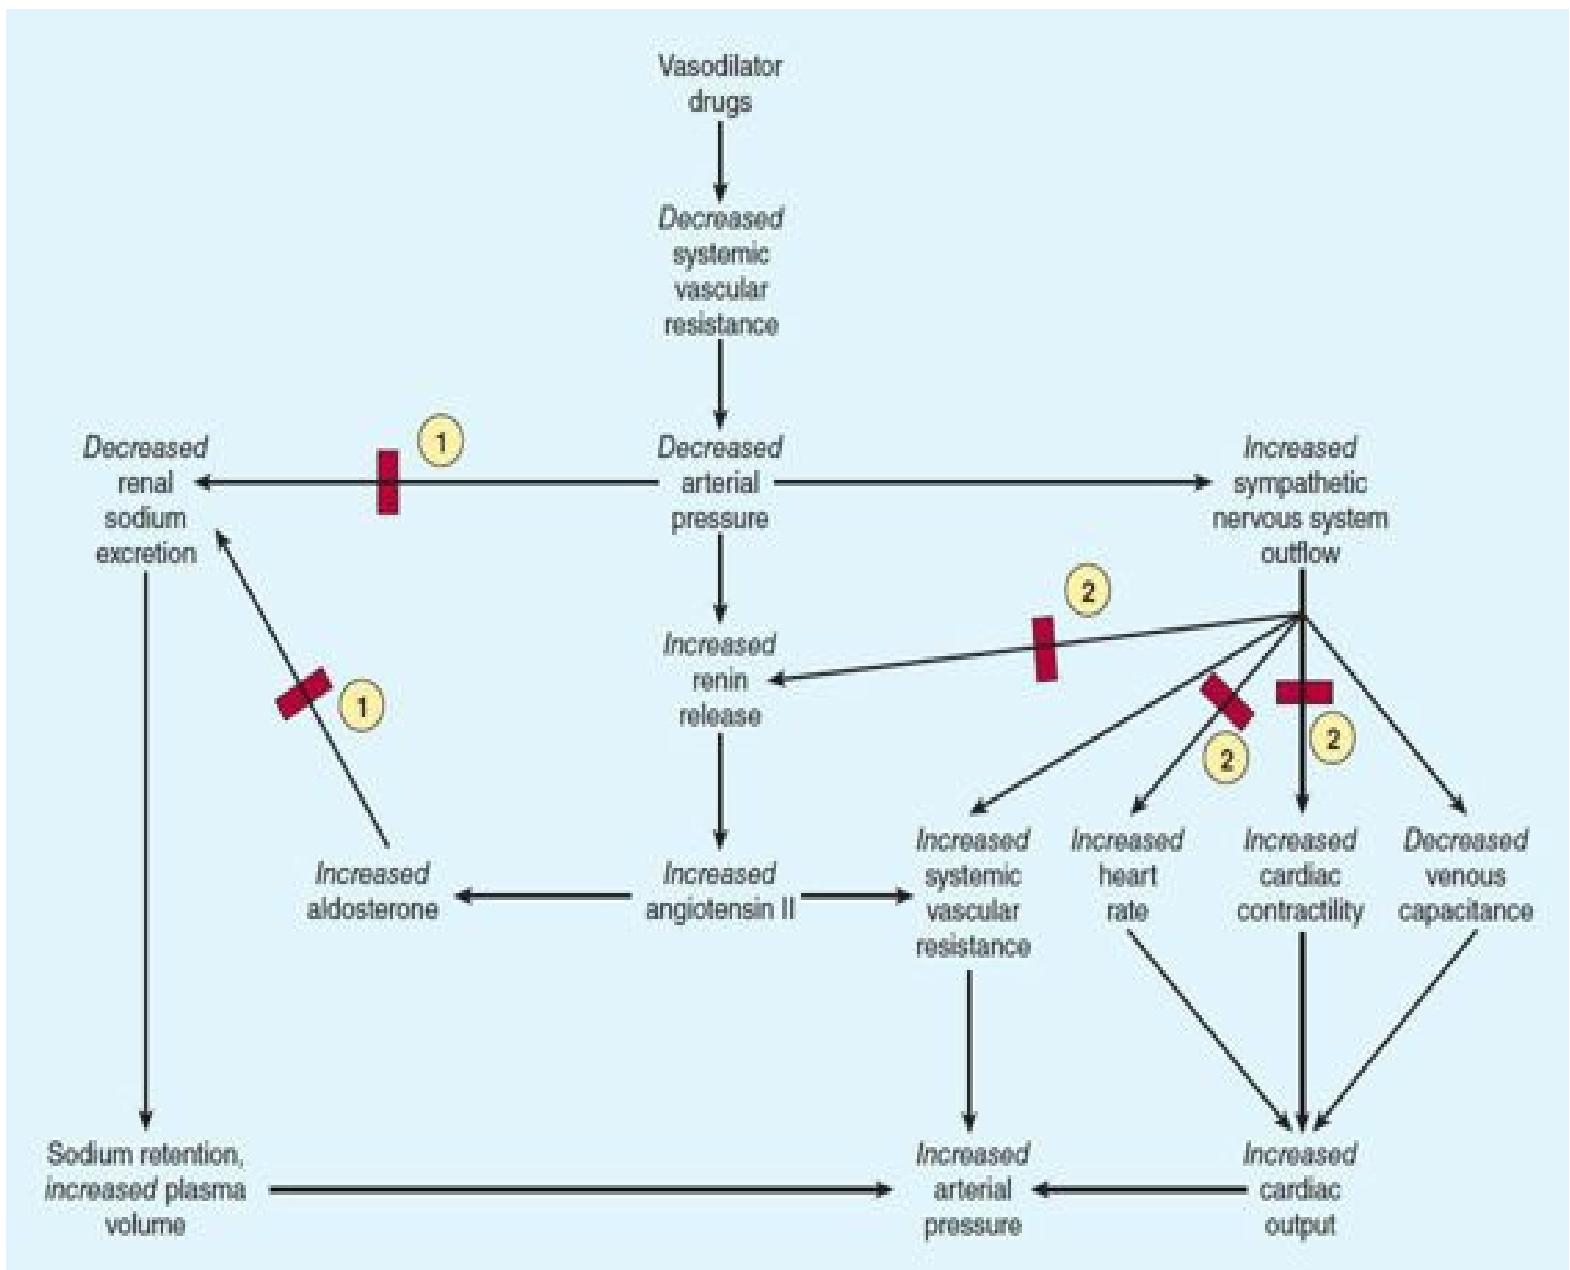 Vasodilator
drugs
Decreased
systemic
vascular
resistance
Decreased
renal
sodium
excretion
1
Decreased
arterial
pressure
Increased
sympathetic
nervous system
outflow
2
Increased
renin
release
1
2
2
Increased
aldosterone
Increased
angiotensin II
Increased
systemic
vascular
resistance
Increased
heart
rate
Increased
cardiac
contractility
Decreased
venous
capacitance
Sodium retention,
increased plasma
volume
Increased
arterial
pressure
Increased
cardiac
output